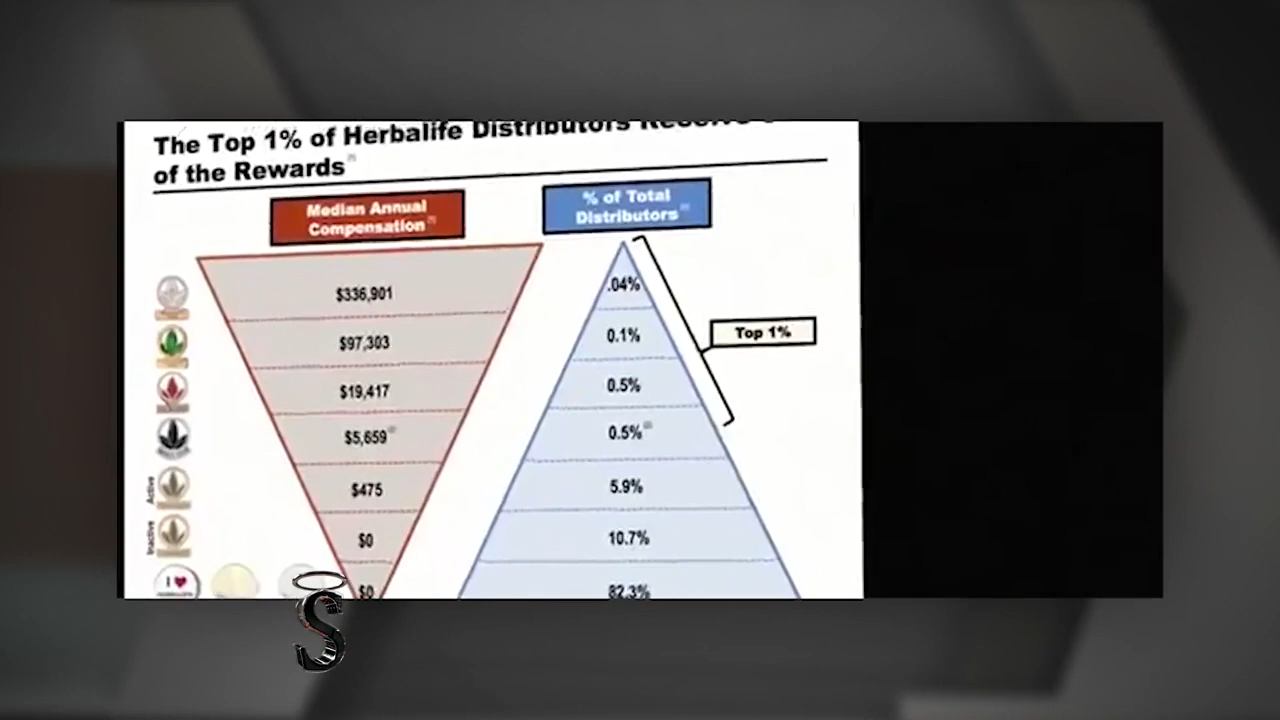 The Top 1% of Herbalife Distributors
of the Rewards
Median Annual
Compensation
% of Total
Distributors
$336,901
.04%
$97,303
0.1%
Top 1%
$19,417
0.5%
$5,659
0.5%
Active
$475
5.9%
Inactive
$0
10.7%
I
$0
82.3%
S